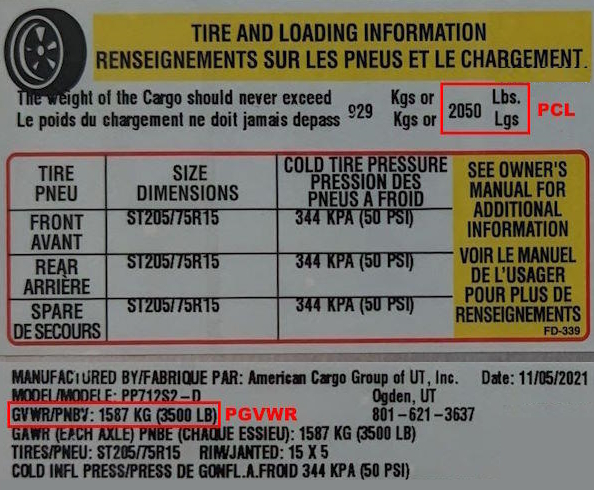 TIRE AND LOADING INFORMATION
RENSEIGNEMENTS SUR LES PNEUS ET LE CHARGEMENT.
The weight of the Cargo should never exceed 929 Kgs or 2050 Lbs. PCL
Le poids du chargement ne doit jamais depass Kgs or Lgs
TIRE PNEU
SIZE DIMENSIONS
COLD TIRE PRESSURE
PRESSION DES
PNEUS A FROID
SEE OWNER'S
MANUAL FOR
ADDITIONAL
INFORMATION
VOIR LE MANUEL
DE L'USAGER
POUR PLUS DE
RENSEIGNEMENTS
FD-339
FRONT AVANT
ST205/75R15 344 KPA (50 PSI)
REAR ARRIÈRE
ST205/75R15 344 KPA (50 PSI)
SPARE DE SECOURS
ST205/75R15 344 KPA (50 PSI)
MANUFACTURED BY/FABRIQUE PAR: American Cargo Group of UT, Inc. Date: 11/05/2021
MODEL/MODELE: PP712S2-D Ogden, UT
GVWR/PNBV: 1587 KG (3500 LB) PGVWR 801-621-3637
GAWR (EACH AXLE) PNBE (CHAQUE ESSIEU): 1587 KG (3500 LB)
TIRES/PNEU: ST205/75R15 RIM/JANTED: 15 X 5
COLD INFL PRESS/PRESS DE GONFL.A.FROID 344 KPA (50 PSI)